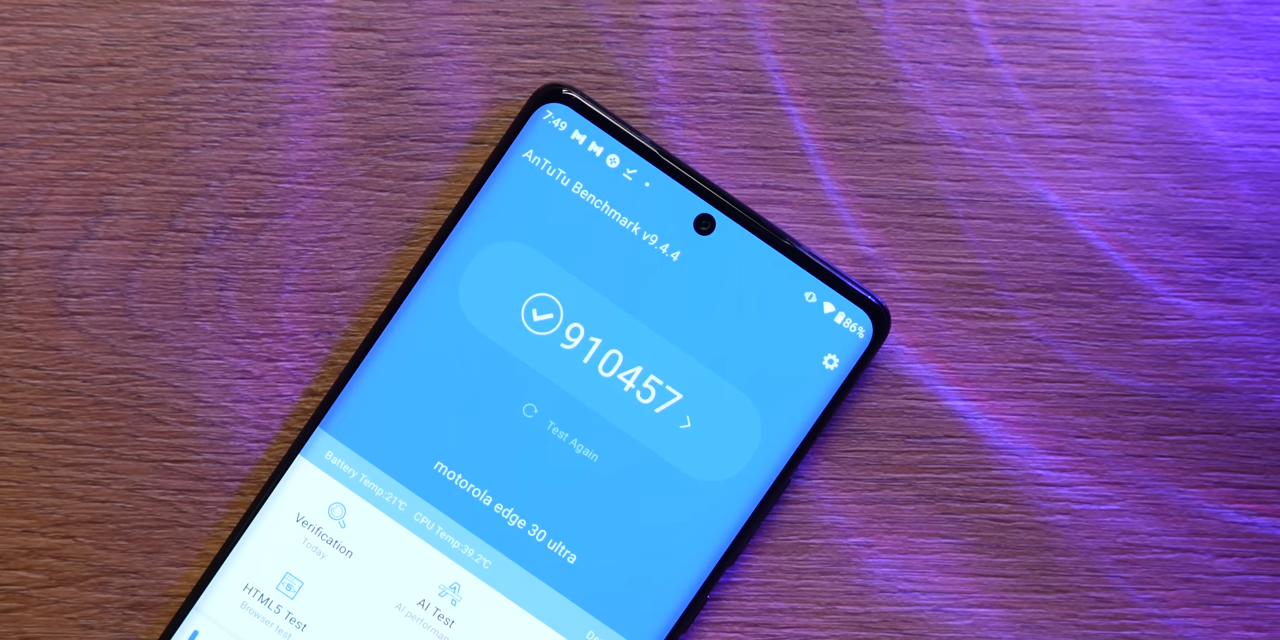 7:49
86%
AnTuTu Benchmark v9.4.4
910457
Test Again
motorola edge 30 ultra
Battery Temp:21℃ CPU Temp:39.2℃
Verification
Today
AI Test
HTML5 Test
Browser test